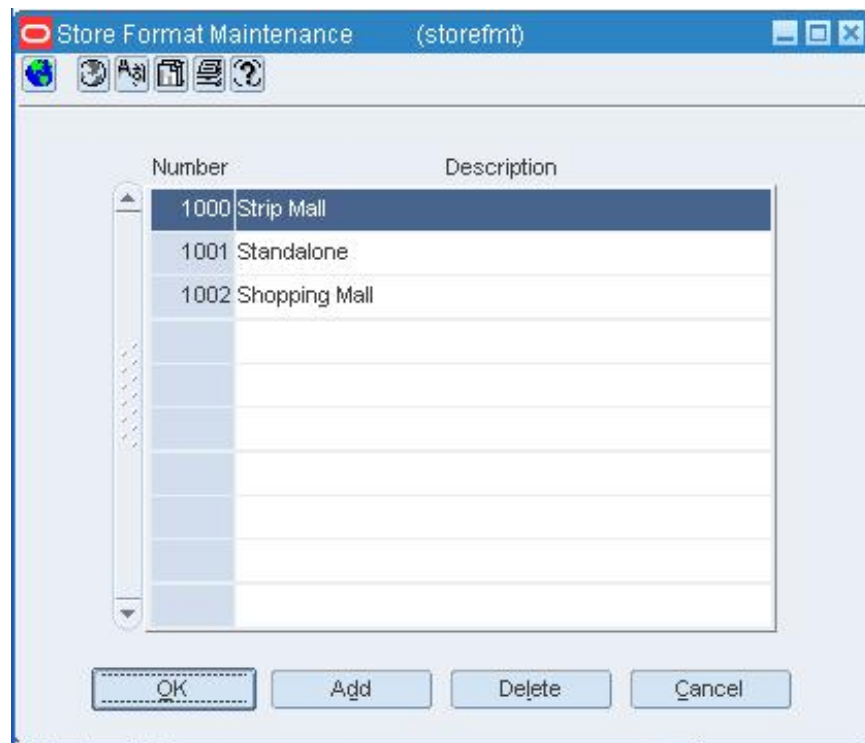 Store Format Maintenance (storefmt)
Number Description
1000 Strip Mall
1001 Standalone
1002 Shopping Mall
OK Add Delete Cancel